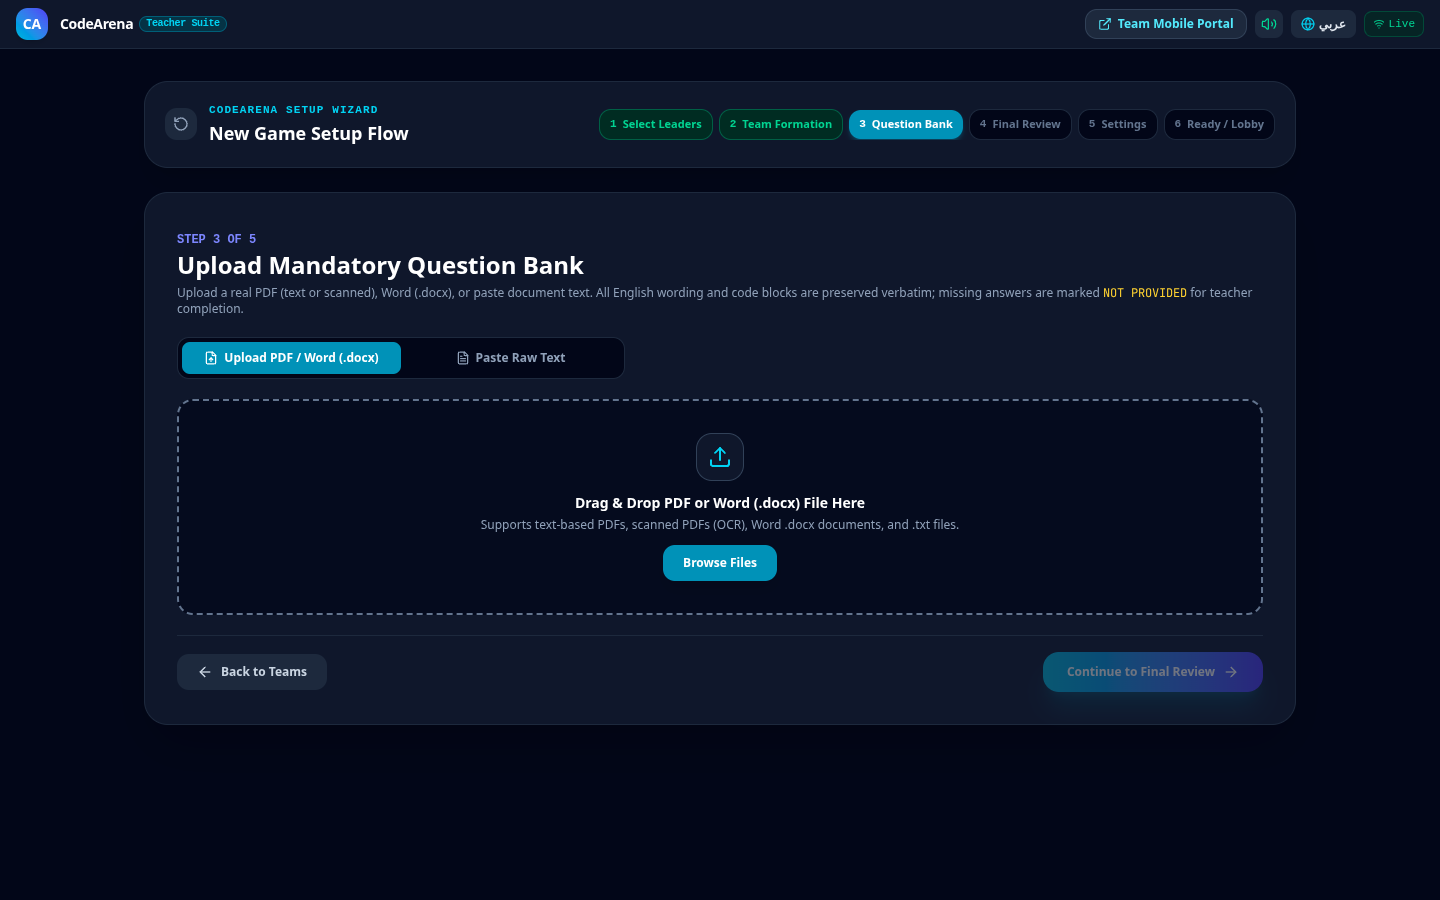 CA CodeArena Teacher Suite
Team Mobile Portal
عربي
Live
CODEARENA SETUP WIZARD
New Game Setup Flow
1 Select Leaders
2 Team Formation
3 Question Bank
4 Final Review
5 Settings
6 Ready / Lobby
STEP 3 OF 5
Upload Mandatory Question Bank
Upload a real PDF (text or scanned), Word (.docx), or paste document text. All English wording and code blocks are preserved verbatim; missing answers are marked NOT PROVIDED for teacher
completion.
Upload PDF / Word (.docx)
Paste Raw Text
Drag & Drop PDF or Word (.docx) File Here
Supports text-based PDFs, scanned PDFs (OCR), Word .docx documents, and .txt files.
Browse Files
Back to Teams
Continue to Final Review